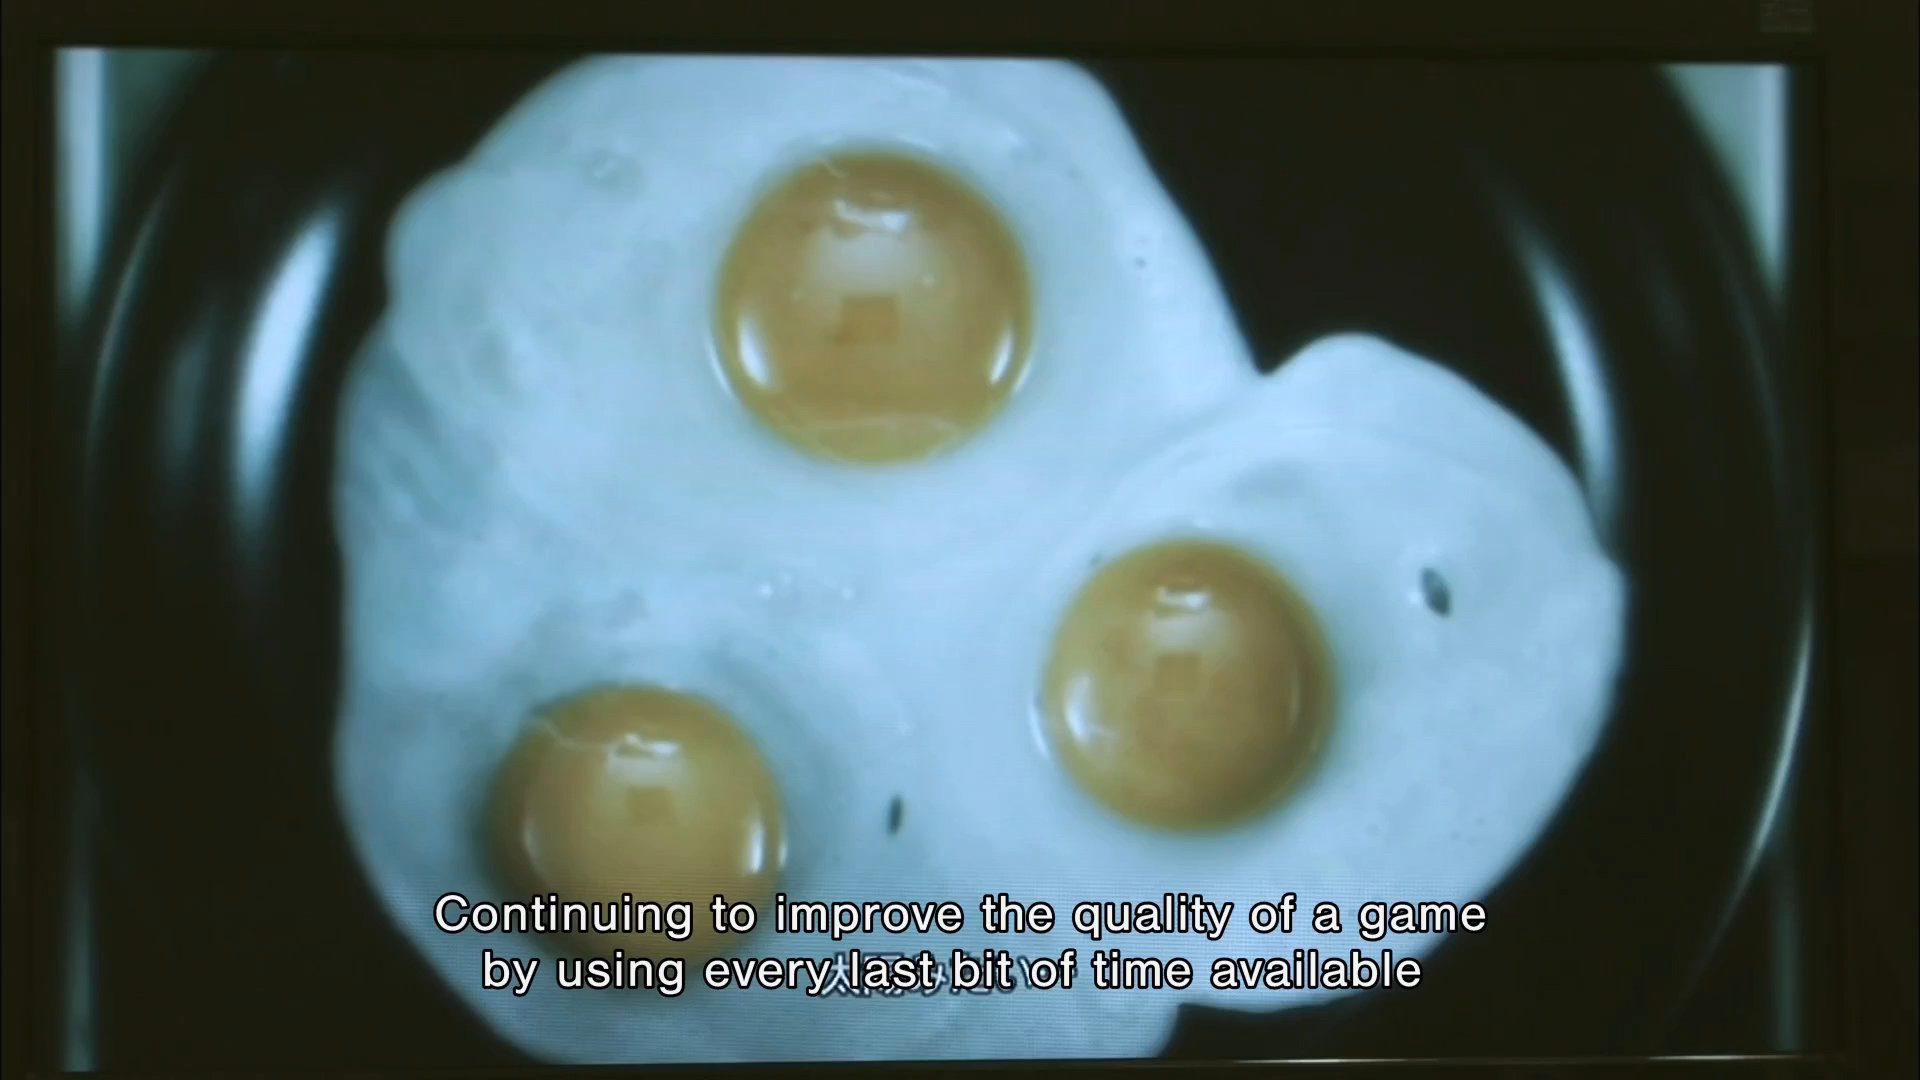 Continuing to improve the quality of a game
by using every last bit of time available